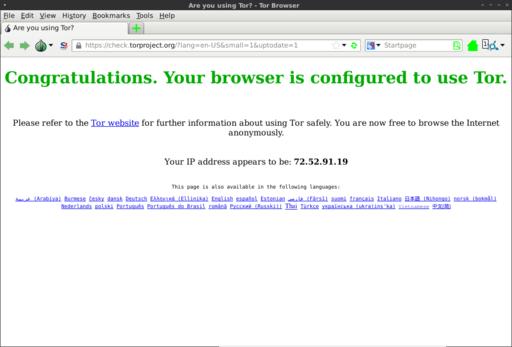 Are you using Tor? - Tor Browser
File Edit View History Bookmarks Tools Help
Are you using Tor?
https://check.torproject.org/?lang=en-US&small=1&uptodate=1 Startpage
Congratulations. Your browser is configured to use Tor.
Please refer to the Tor website for further information about using Tor safely. You are now free to browse the Internet
anonymously.
Your IP address appears to be: 72.52.91.19
This page is also available in the following languages:
عربية (Arabiya) Burmese česky dansk Deutsch Ελληνικά (Ellinika) English español Estonian فارسی (Fārsī) suomi français Italiano 日本語 (Nihongo) norsk (bokmål)
Nederlands polski Português Português do Brasil română Русский (Russkij) Thai Türkçe українська (ukrajins'ka) Vietnamese 中文(简)